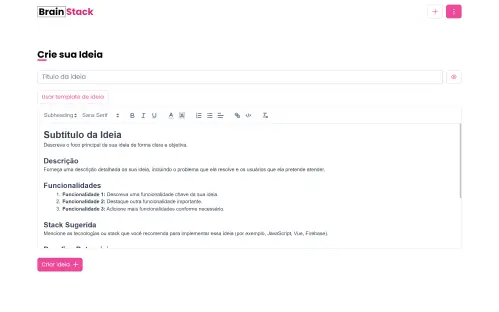 Brain Stack
Crie sua Ideia
Título da Ideia
Usar template de ideia
Subheading Sans Serif B I U A A
Subtítulo da Ideia
Descreva o foco principal da sua ideia de forma clara e objetiva.
Descrição
Forneça uma descrição detalhada da sua ideia, incluindo o problema que ela resolve e os usuários que ela pretende atender.
Funcionalidades
1. Funcionalidade 1: Descreva uma funcionalidade chave da sua ideia.
2. Funcionalidade 2: Destaque outra funcionalidade importante.
3. Funcionalidade 3: Adicione mais funcionalidades conforme necessário.
Stack Sugerida
Mencione as tecnologias ou stack que você recomenda para implementar essa ideia (por exemplo, JavaScript, Vue, Firebase).
Criar ideia +